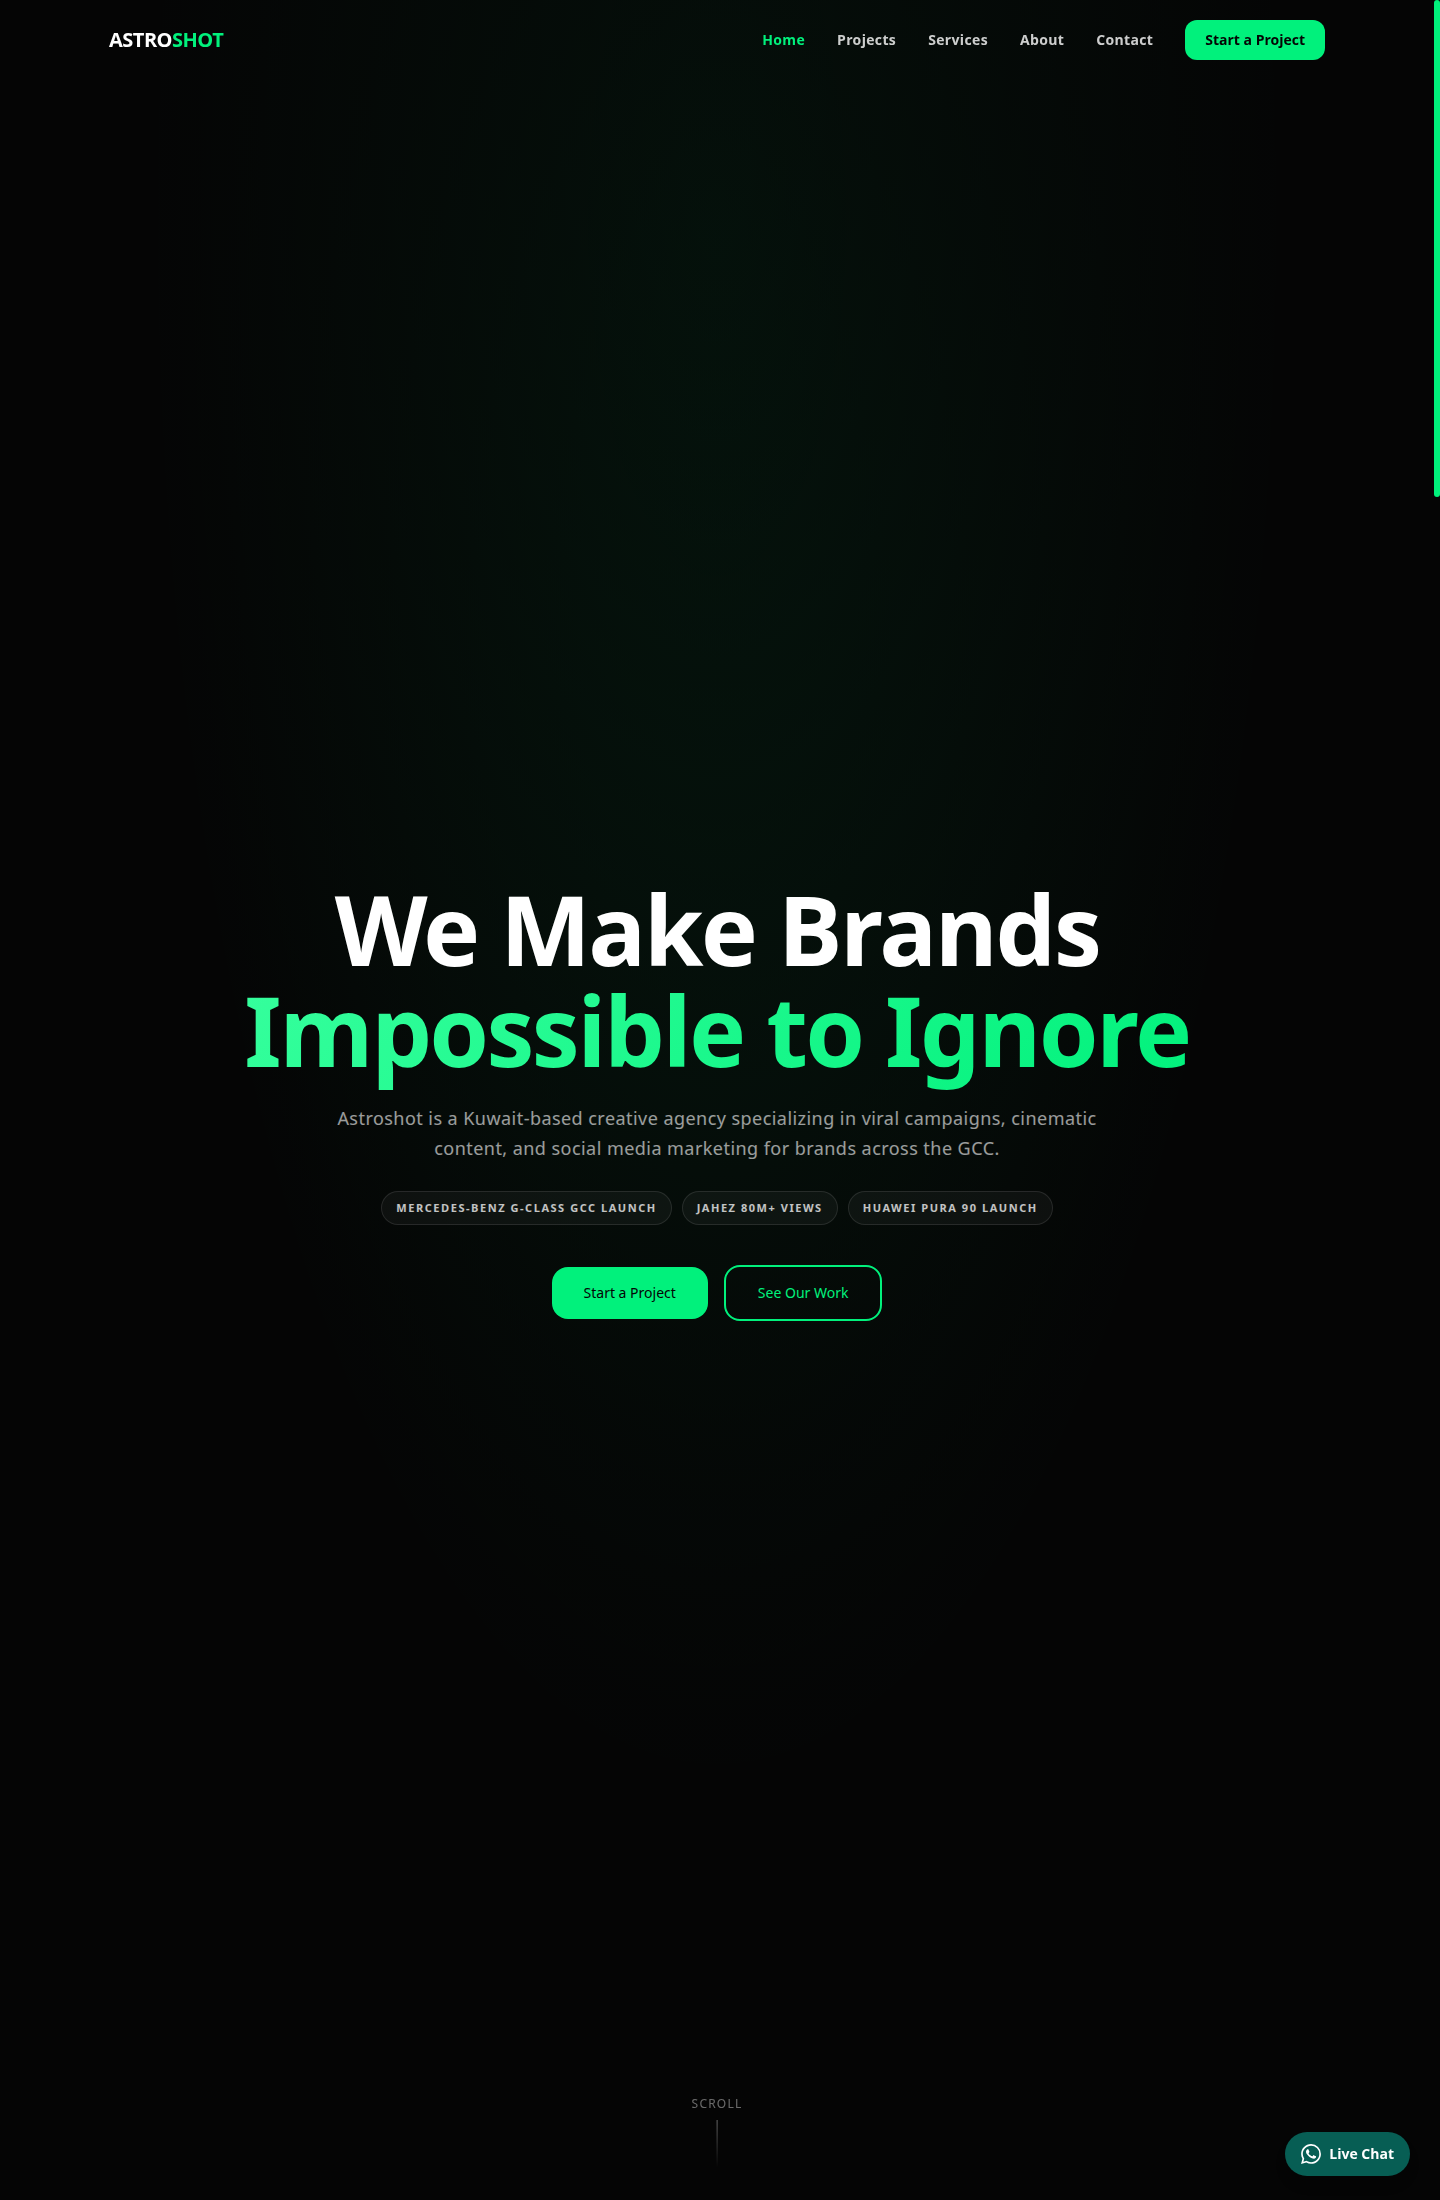 ASTROSHOT
Home Projects Services About Contact Start a Project
We Make Brands
Impossible to Ignore
Astroshot is a Kuwait-based creative agency specializing in viral campaigns, cinematic
content, and social media marketing for brands across the GCC.
MERCEDES-BENZ G-CLASS GCC LAUNCH JAHEZ 80M+ VIEWS HUAWEI PURA 90 LAUNCH
Start a Project See Our Work
SCROLL
Live Chat